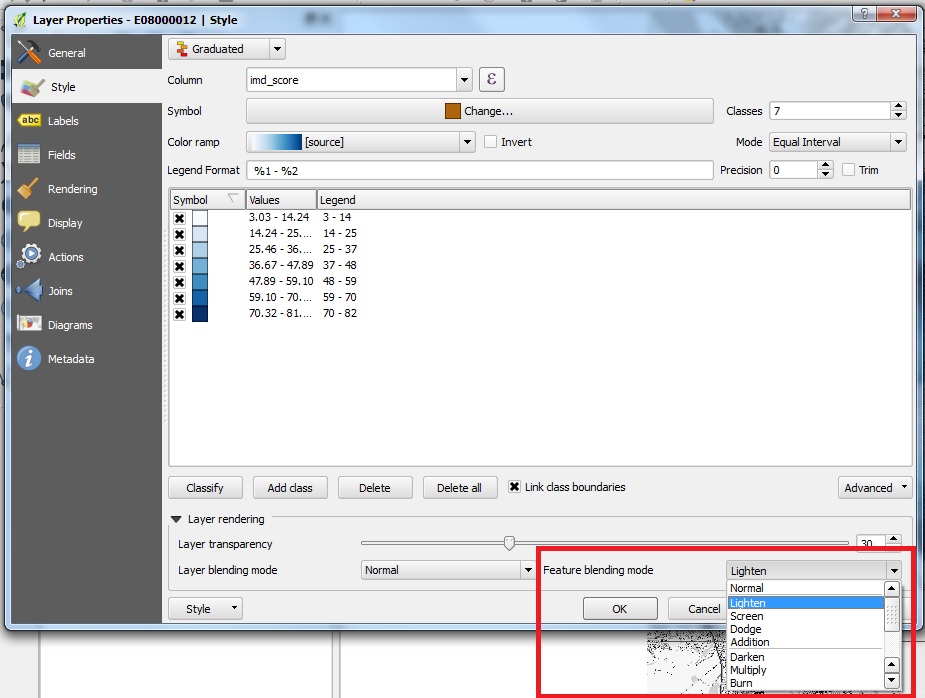 Layer Properties - E08000012 | Style
General
Style
Labels
Fields
Rendering
Display
Actions
Joins
Diagrams
Metadata
Graduated
Column imd_score ε
Symbol Change... Classes 7
Color ramp [source] Invert Mode Equal Interval
Legend Format %1 - %2 Precision 0 Trim
Symbol Values Legend
3.03 - 14.24 3 - 14
14.24 - 25.... 14 - 25
25.46 - 36.... 25 - 37
36.67 - 47.89 37 - 48
47.89 - 59.10 48 - 59
59.10 - 70.... 59 - 70
70.32 - 81.... 70 - 82
Classify Add class Delete Delete all Link class boundaries Advanced
Layer rendering
Layer transparency 30
Layer blending mode Normal Feature blending mode Lighten
Style OK Cancel
Normal
Lighten
Screen
Dodge
Addition
Darken
Multiply
Burn